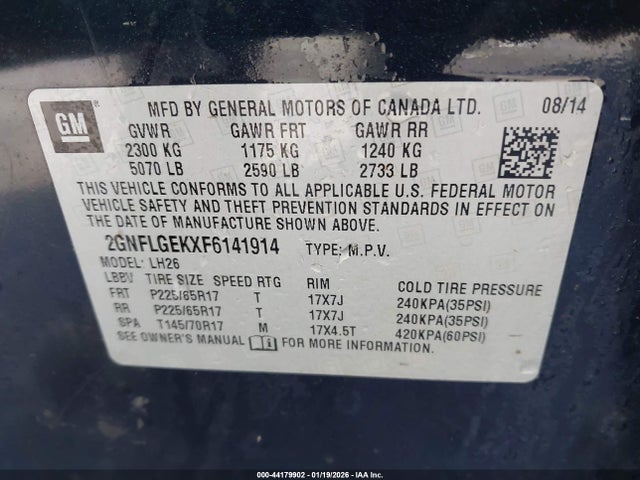 GM
MFD BY GENERAL MOTORS OF CANADA LTD. 08/14
GVWR GAWR FRT GAWR RR
2300 KG 1175 KG 1240 KG
5070 LB 2590 LB 2733 LB
THIS VEHICLE CONFORMS TO ALL APPLICABLE U.S. FEDERAL MOTOR
VEHICLE SAFETY AND THEFT PREVENTION STANDARDS IN EFFECT ON
THE DATE OF MANUFACTURE SHOWN ABOVE.
2GNFLGEKXF6141914 TYPE: M.P.V.
MODEL: LH26
LBBV TIRE SIZE SPEED RTG RIM COLD TIRE PRESSURE
FRT P225/65R17 T 17X7J 240KPA(35PSI)
RR P225/65R17 T 17X7J 240KPA(35PSI)
SPA T145/70R17 M 17X4.5T 420KPA(60PSI)
SEE OWNER'S MANUAL FOR MORE INFORMATION.
000-44179902 - 01/19/2026 - IAA Inc.